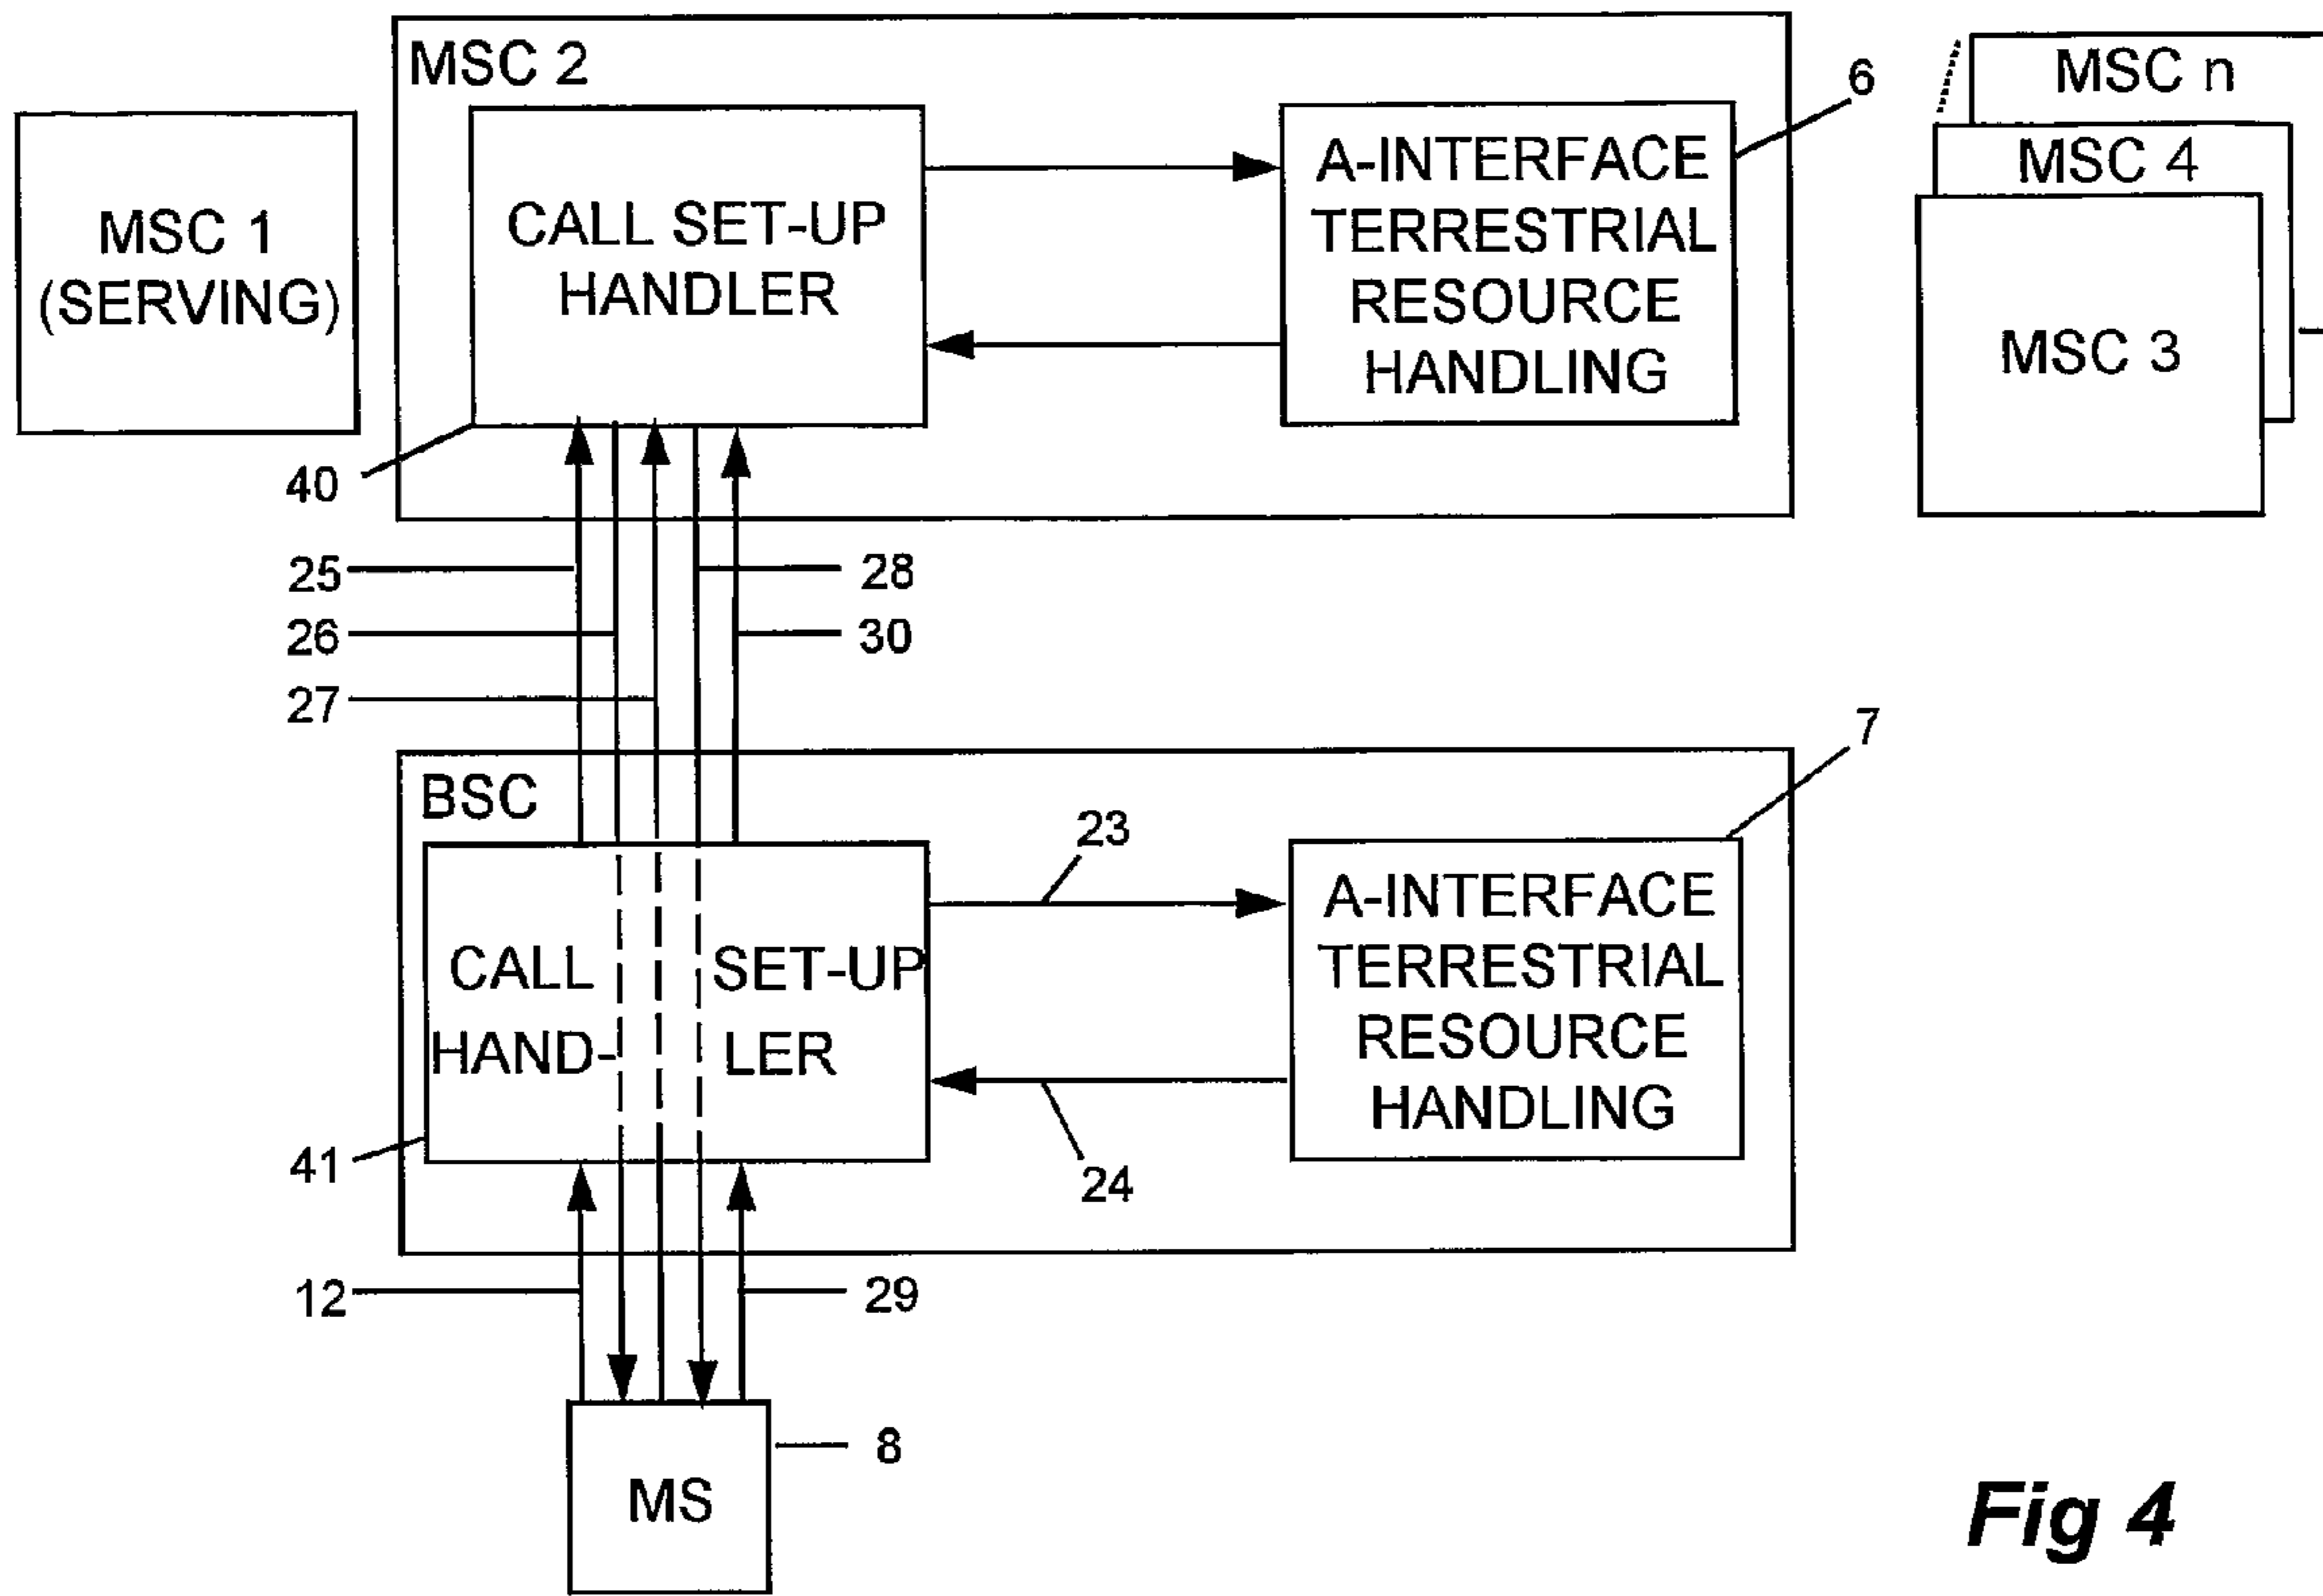 MSC 2
MSC 1
(SERVING)
CALL SET-UP
HANDLER
A-INTERFACE
TERRESTRIAL
RESOURCE
HANDLING
6
MSC n
MSC 4
MSC 3
40
25
26
27
28
30
BSC
7
CALL SET-UP
HAND- LER
23
24
A-INTERFACE
TERRESTRIAL
RESOURCE
HANDLING
41
12
29
MS
8
Fig 4